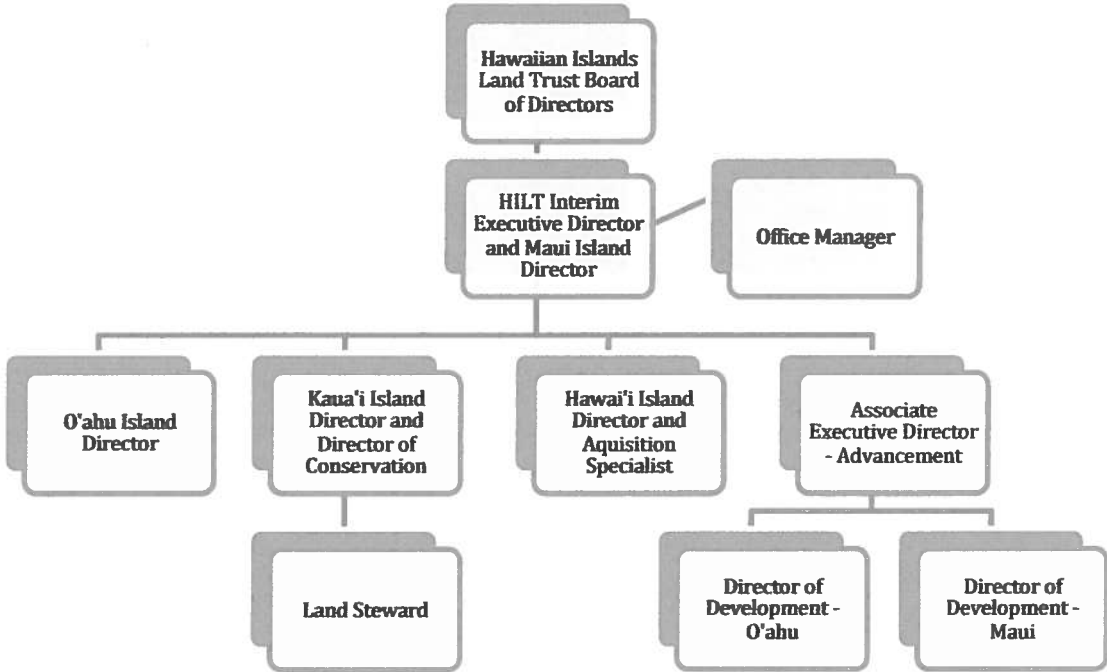 Hawaiian Islands
Land Trust Board
of Directors
HILT Interim
Executive Director
and Maui Island
Director
Office Manager
O'ahu Island
Director
Kaua'i Island
Director and
Director of
Conservation
Hawai'i Island
Director and
Aquisition
Specialist
Associate
Executive Director
- Advancement
Land Steward
Director of
Development -
O'ahu
Director of
Development -
Maui